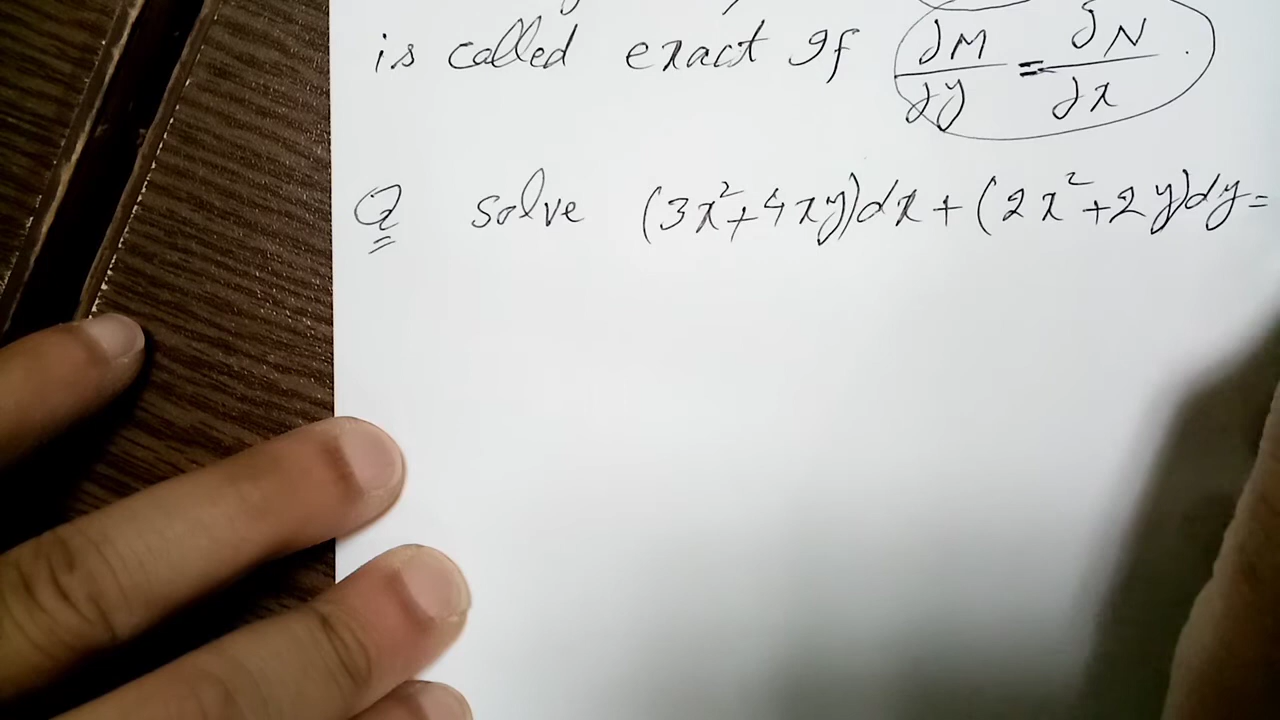 is called exact If ∂M/∂y = ∂N/∂x .
Q solve (3x²+4xy)dx+(2x²+2y)dy=